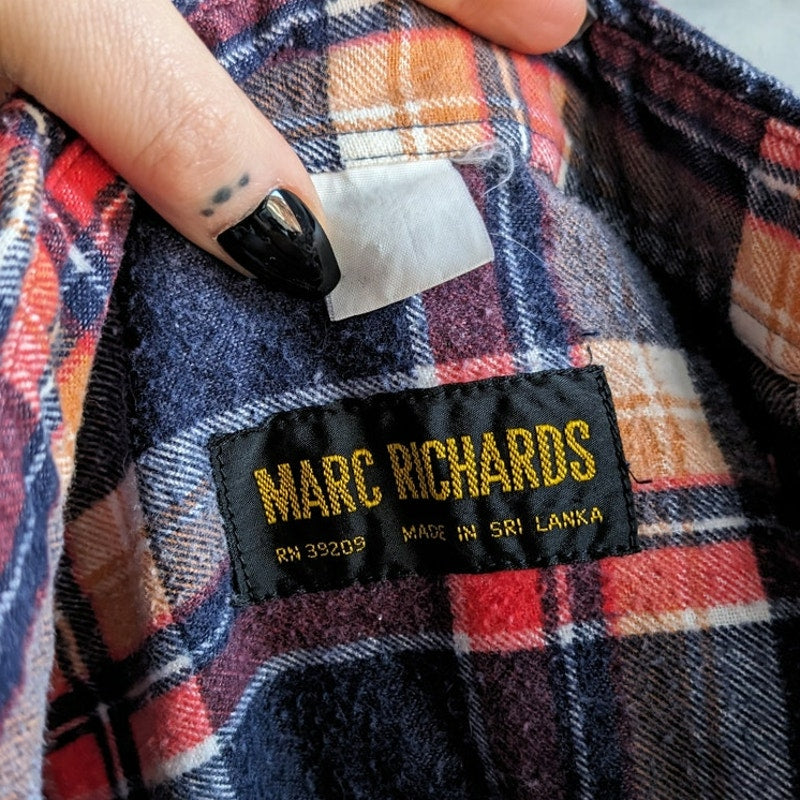 MARC RICHARDS
RN 39209 MADE IN SRI LANKA